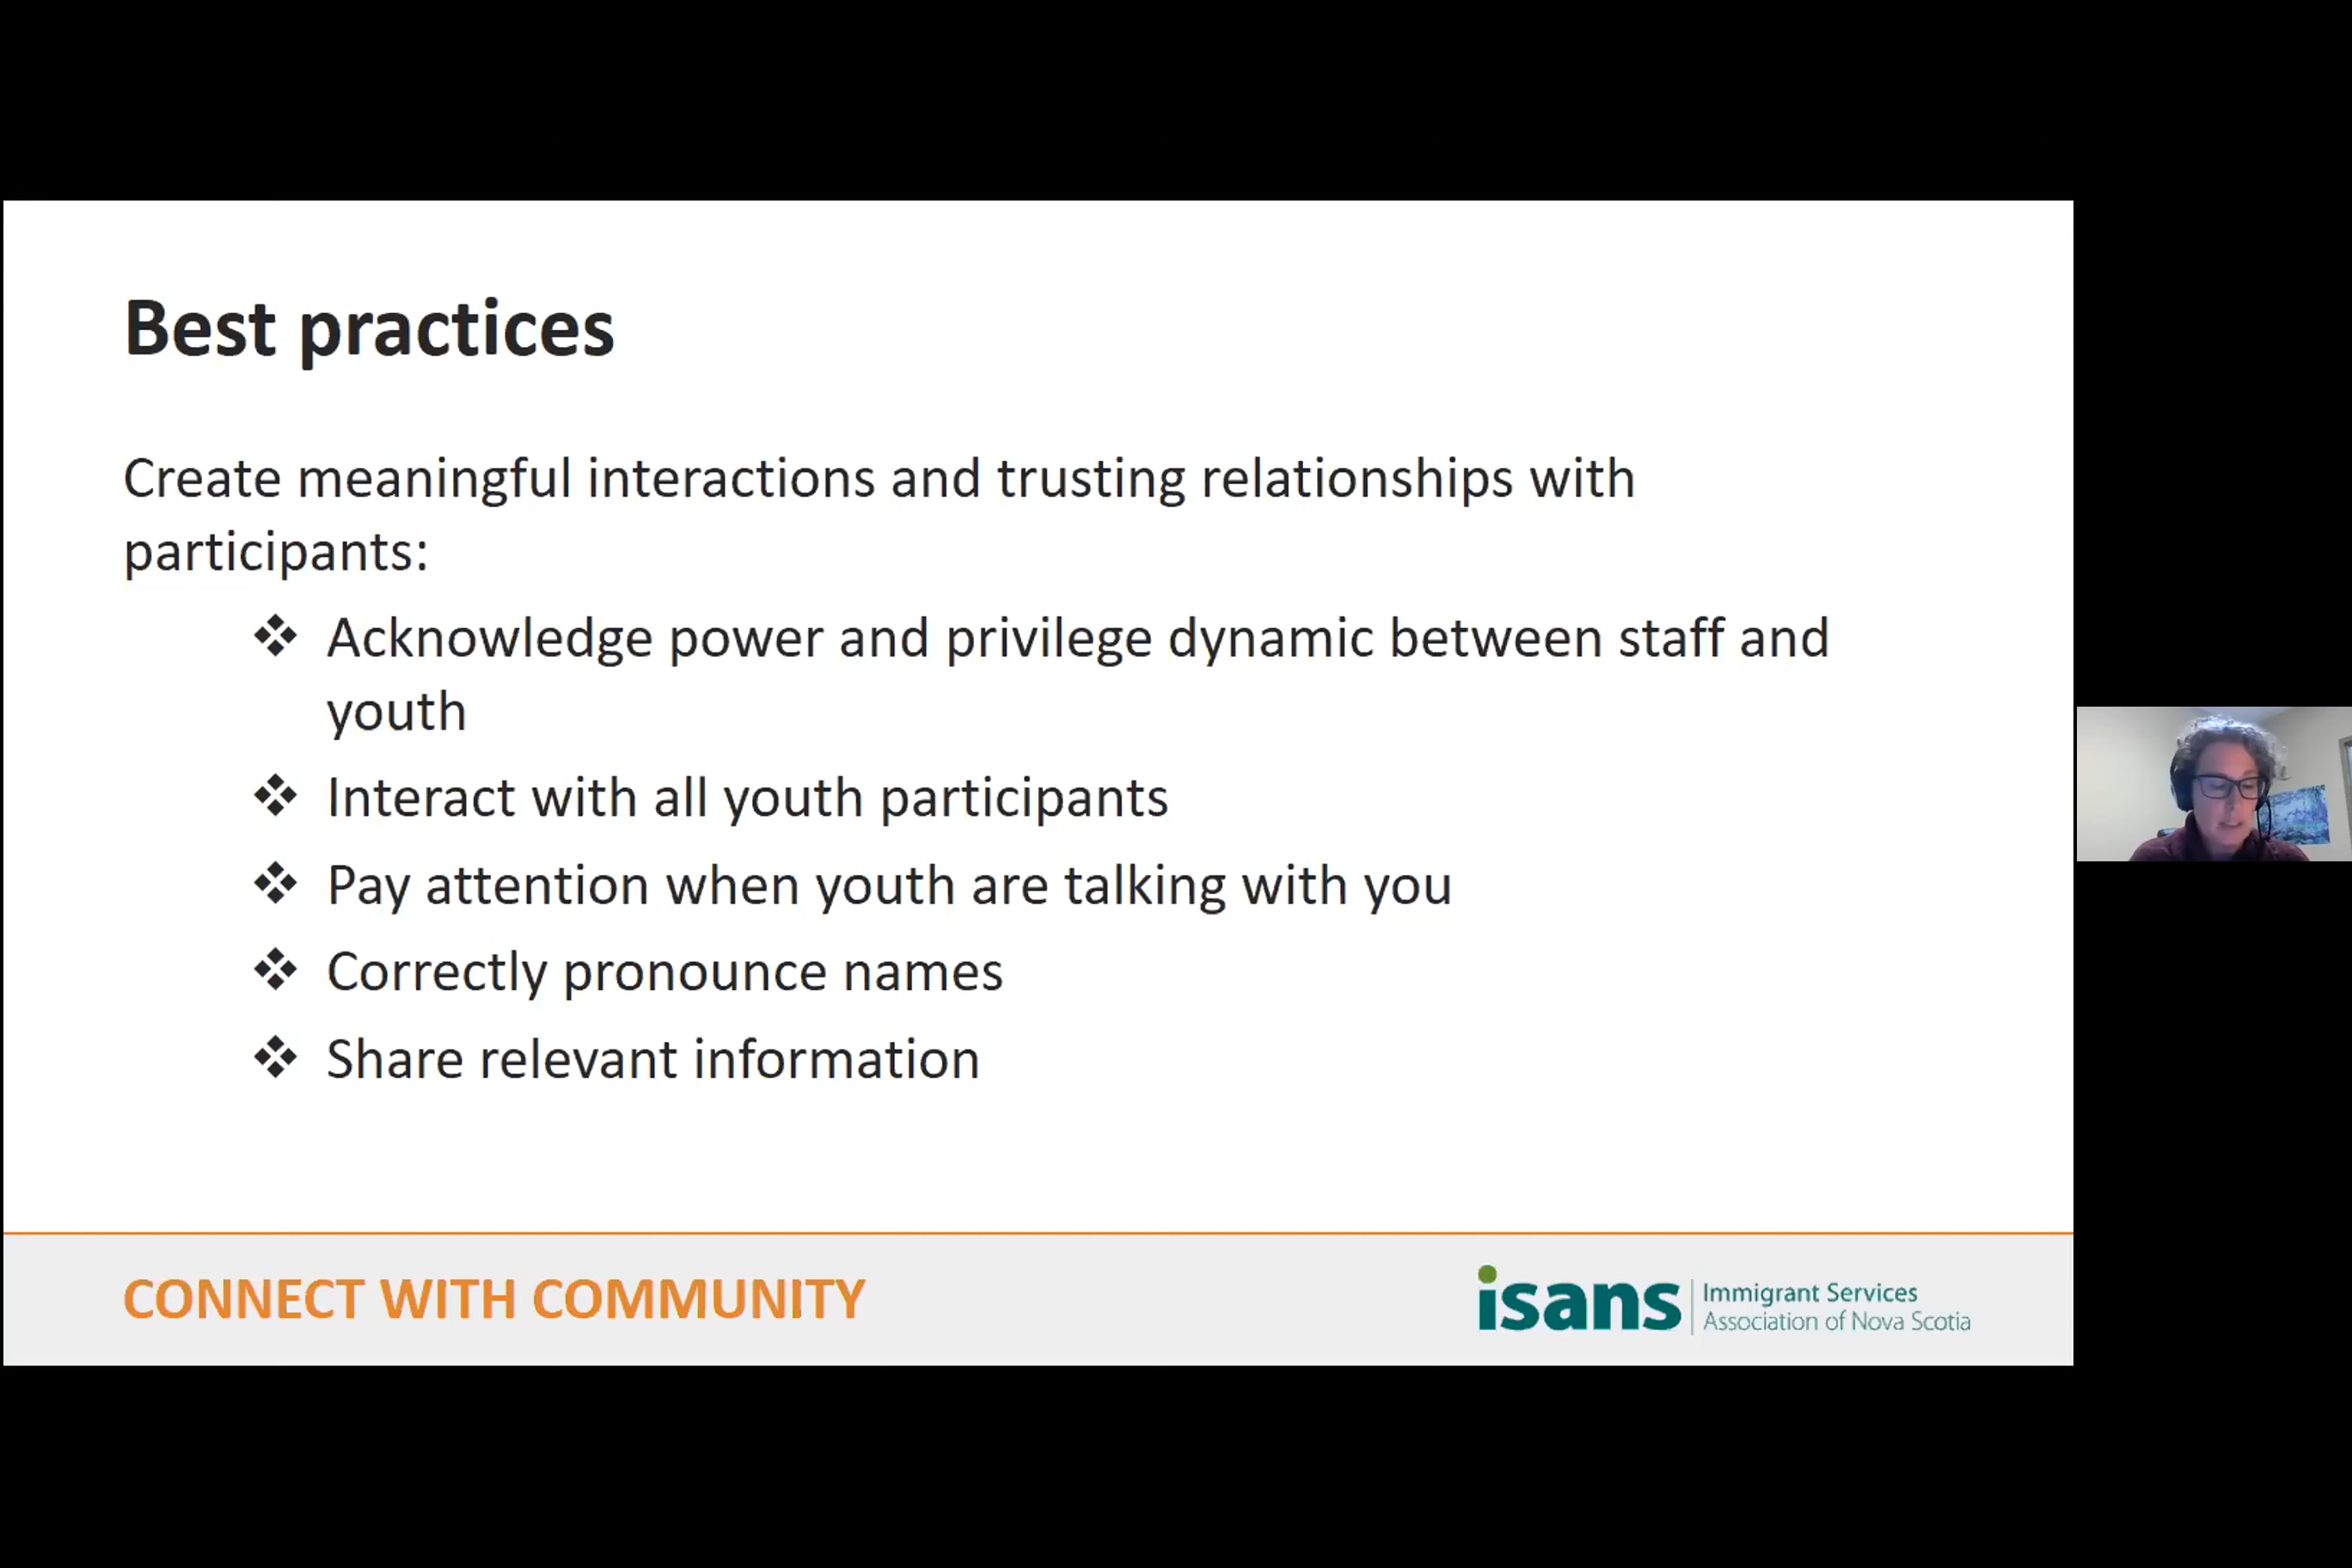 Best practices
Create meaningful interactions and trusting relationships with
participants:
❖ Acknowledge power and privilege dynamic between staff and
youth
❖ Interact with all youth participants
❖ Pay attention when youth are talking with you
❖ Correctly pronounce names
❖ Share relevant information
CONNECT WITH COMMUNITY
isans
Immigrant Services
Association of Nova Scotia